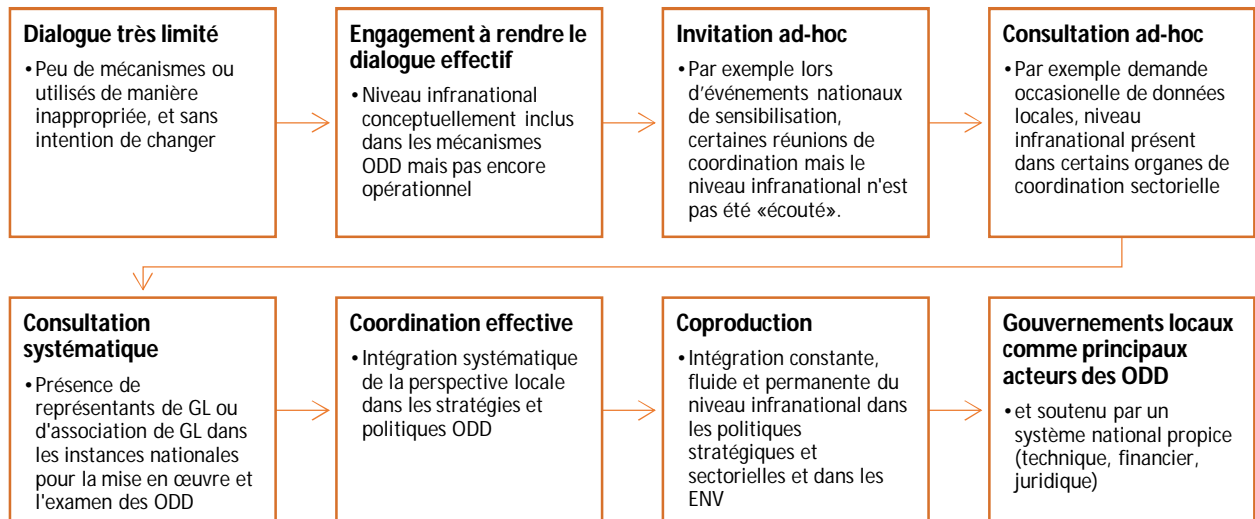 Dialogue très limité
•Peu de mécanismes ou
utilisés de manière
inappropriée, et sans
intention de changer
Engagement à rendre le
dialogue effectif
•Niveau infranational
conceptuellement inclus
dans les mécanismes
ODD mais pas encore
opérationnel
Invitation ad-hoc
•Par exemple lors
d'événements nationaux
de sensibilisation,
certaines réunions de
coordination mais le
niveau infranational n'est
pas été «écouté».
Consultation ad-hoc
•Par exemple demande
occasionelle de données
locales, niveau
infranational présent
dans certains organes de
coordination sectorielle
Consultation
systématique
•Présence de
représentants de GL ou
d'association de GL dans
les instances nationales
pour la mise en œuvre et
l'examen des ODD
Coordination effective
•Intégration systématique
de la perspective locale
dans les stratégies et
politiques ODD
Coproduction
•Intégration constante,
fluide et permanente du
niveau infranational dans
les politiques
stratégiques et
sectorielles et dans les
ENV
Gouvernements locaux
comme principaux
acteurs des ODD
•et soutenu par un
système national propice
(technique, financier,
juridique)